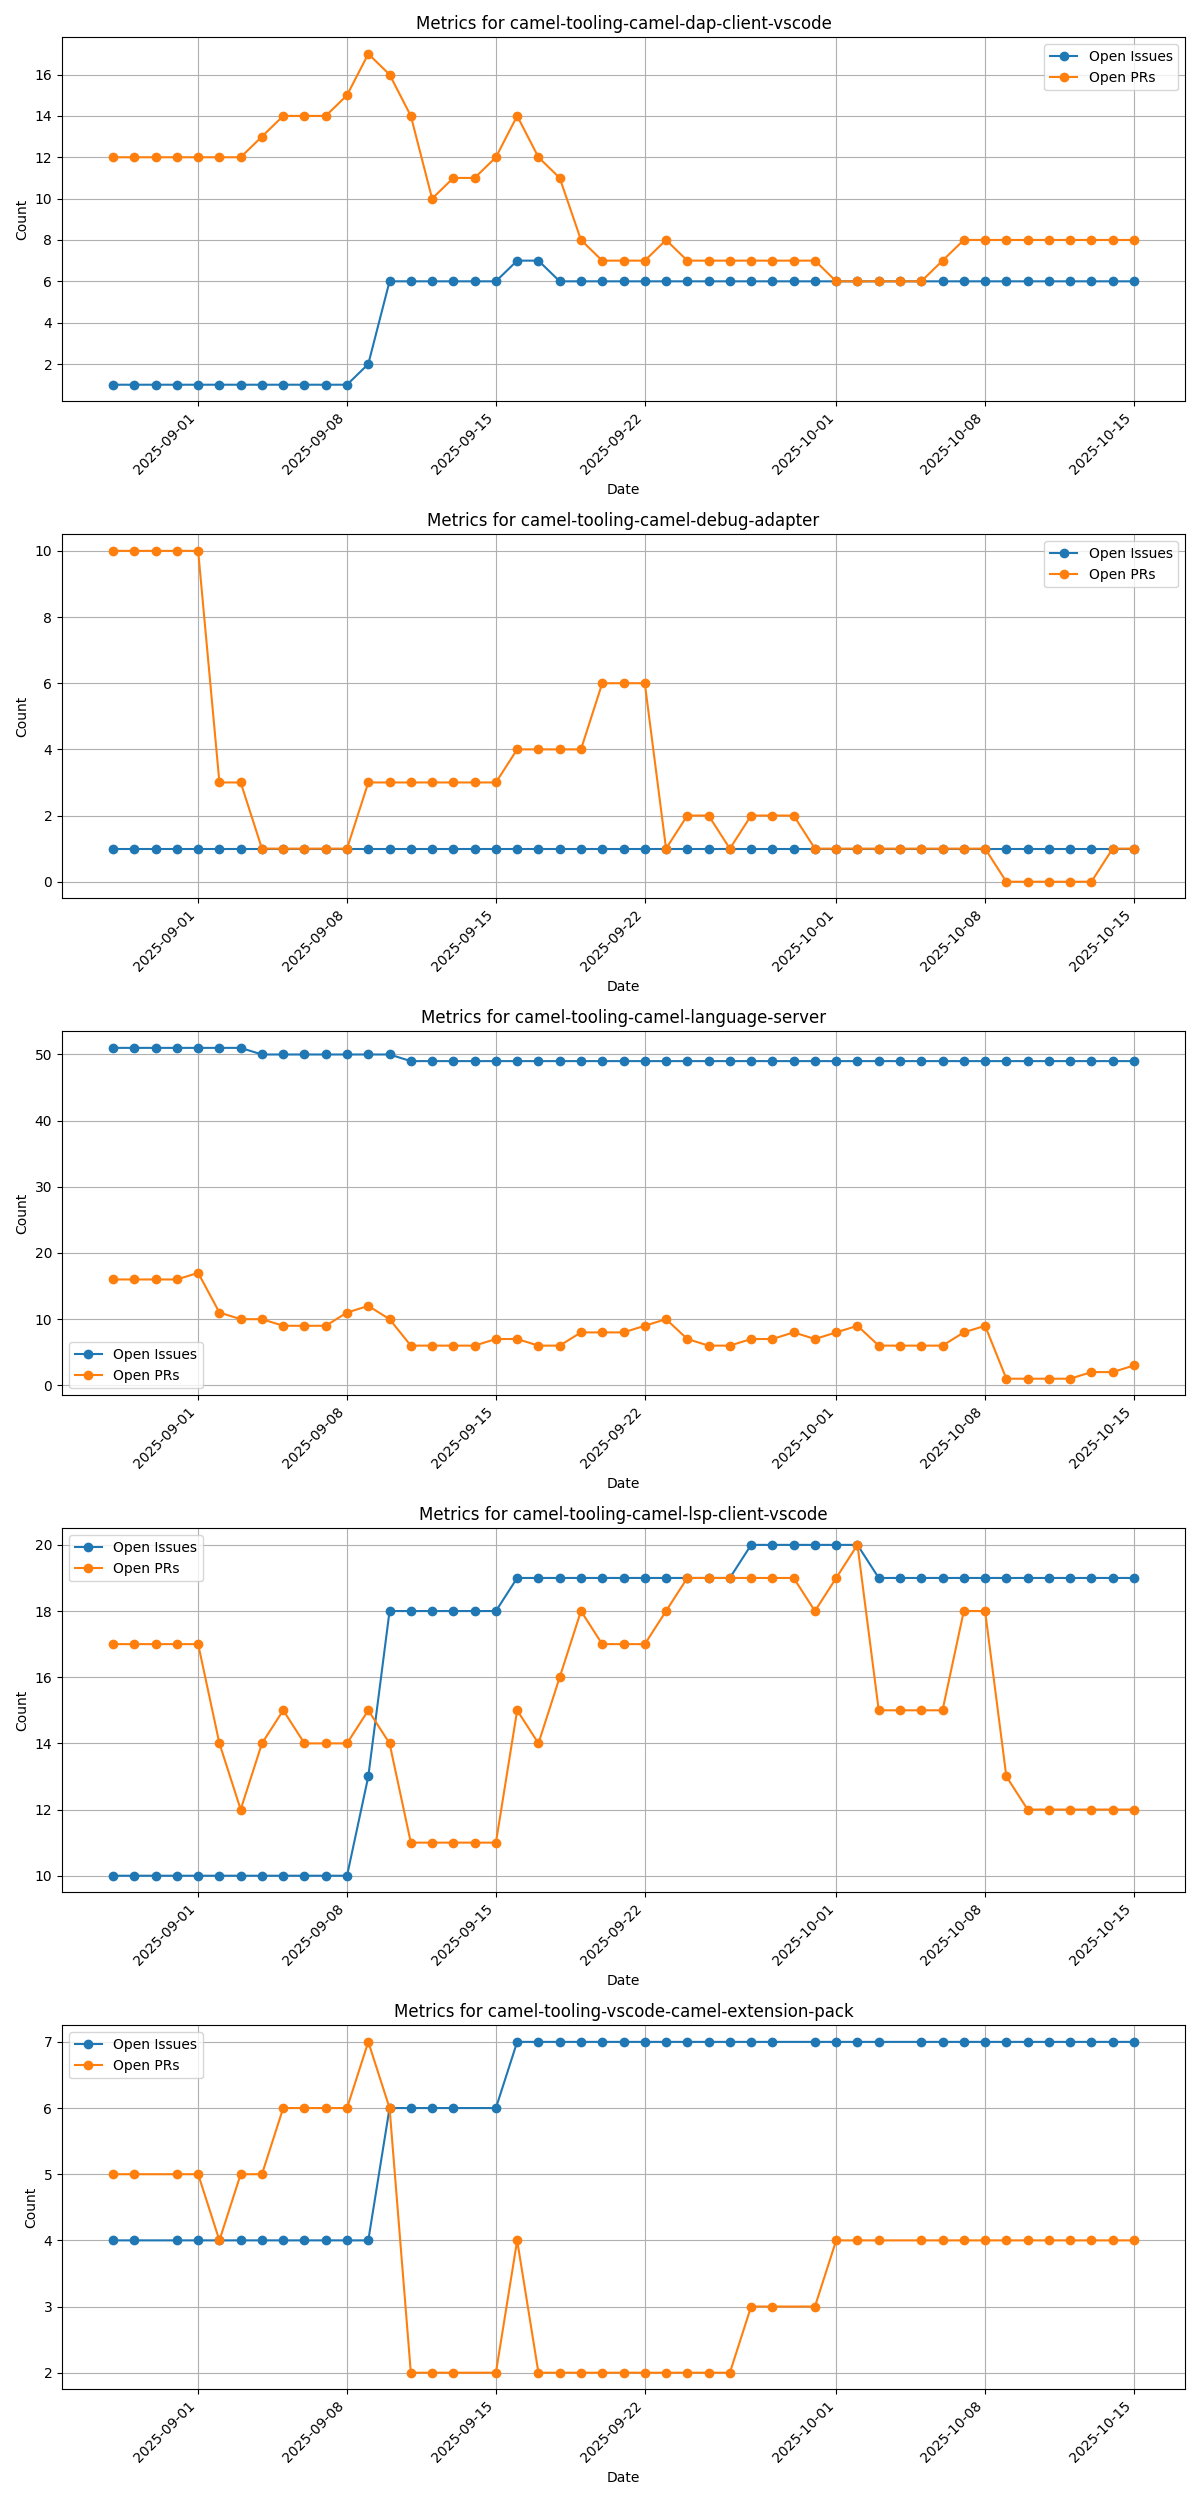 Metrics for camel-tooling-camel-dap-client-vscode
Open Issues
Open PRs
16
14
12
10
8
6
4
2
Count
2025-09-01
2025-09-08
2025-09-15
2025-09-22
2025-10-01
2025-10-08
2025-10-15
Date
Metrics for camel-tooling-camel-debug-adapter
Open Issues
Open PRs
10
8
6
4
2
0
Count
2025-09-01
2025-09-08
2025-09-15
2025-09-22
2025-10-01
2025-10-08
2025-10-15
Date
Metrics for camel-tooling-camel-language-server
50
40
30
20
10
0
Count
Open Issues
Open PRs
2025-09-01
2025-09-08
2025-09-15
2025-09-22
2025-10-01
2025-10-08
2025-10-15
Date
Metrics for camel-tooling-camel-lsp-client-vscode
Open Issues
Open PRs
20
18
16
14
12
10
Count
2025-09-01
2025-09-08
2025-09-15
2025-09-22
2025-10-01
2025-10-08
2025-10-15
Date
Metrics for camel-tooling-vscode-camel-extension-pack
Open Issues
Open PRs
7
6
5
4
3
2
Count
2025-09-01
2025-09-08
2025-09-15
2025-09-22
2025-10-01
2025-10-08
2025-10-15
Date